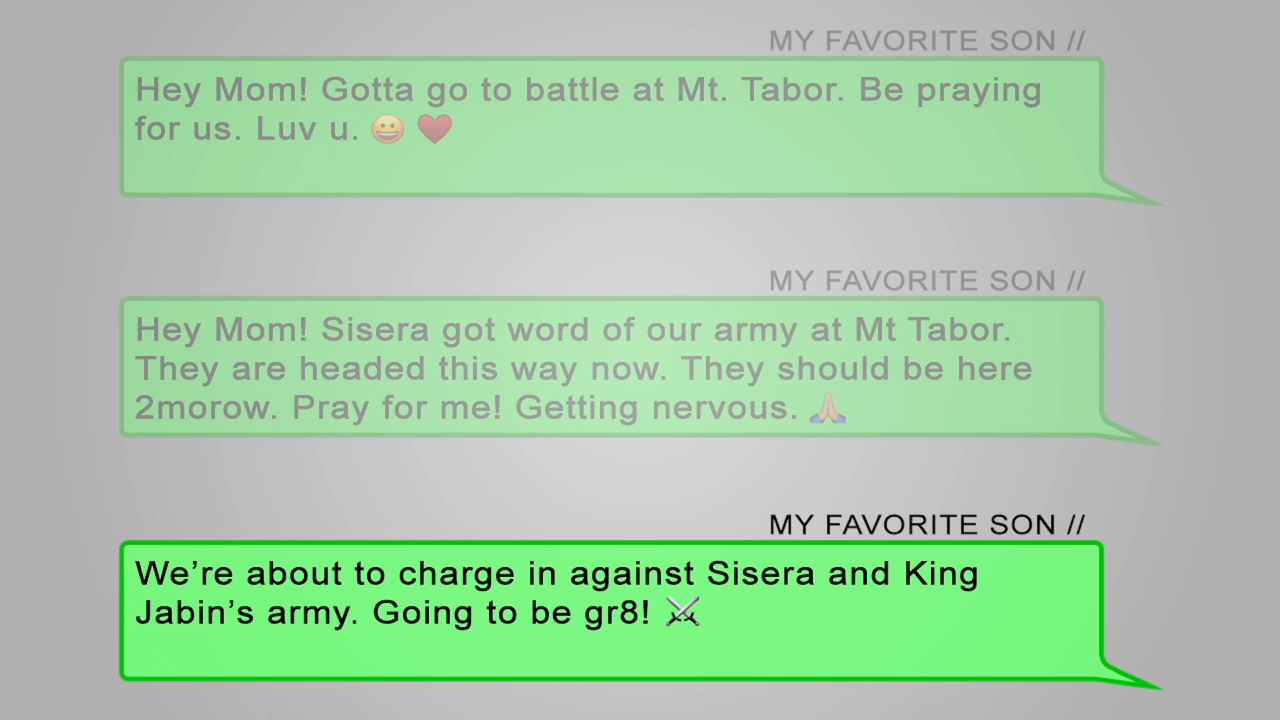 MY FAVORITE SON //
Hey Mom! Gotta go to battle at Mt. Tabor. Be praying
for us. Luv u. 😀 ❤️
MY FAVORITE SON //
Hey Mom! Sisera got word of our army at Mt Tabor.
They are headed this way now. They should be here
2morow. Pray for me! Getting nervous. 🙏
MY FAVORITE SON //
We’re about to charge in against Sisera and King
Jabin’s army. Going to be gr8! ⚔️